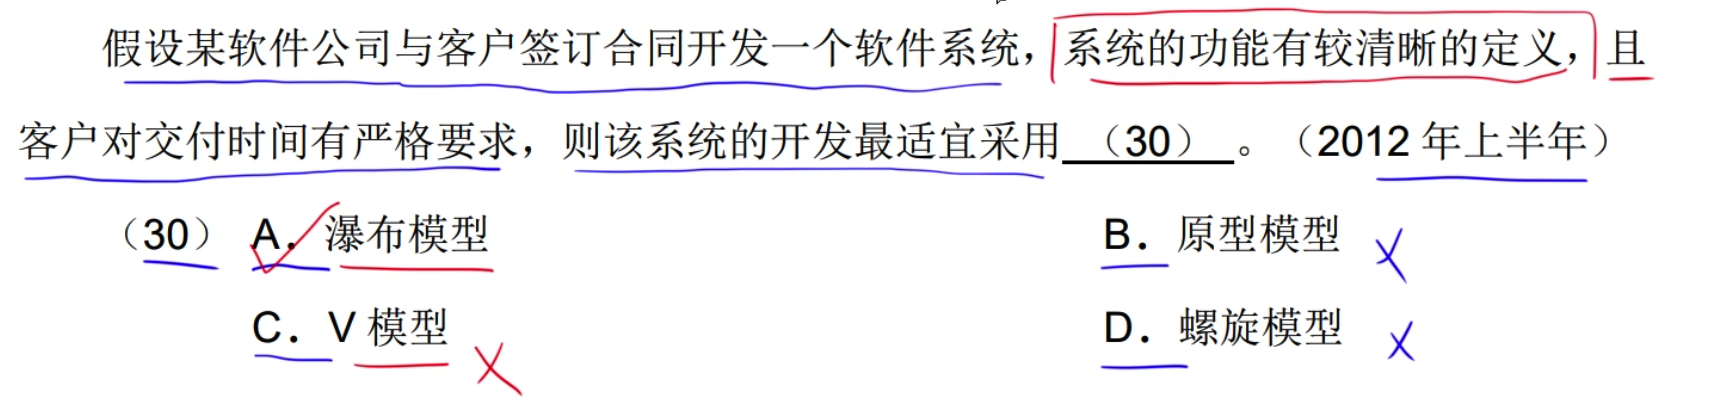 假设某软件公司与客户签订合同开发一个软件系统，系统的功能有较清晰的定义，且
客户对交付时间有严格要求，则该系统的开发最适宜采用 （30） 。（2012 年上半年）
（30） A．瀑布模型 B．原型模型
C．V 模型 D．螺旋模型